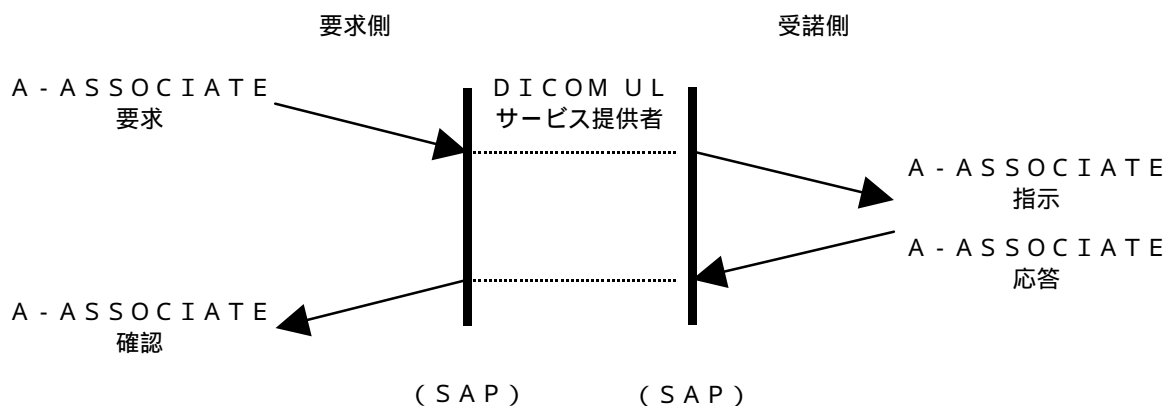 要求側
受諾側
A-ASSOCIATE
要求
DICOM UL
サービス提供者
A-ASSOCIATE
指示
A-ASSOCIATE
応答
A-ASSOCIATE
確認
(SAP)
(SAP)